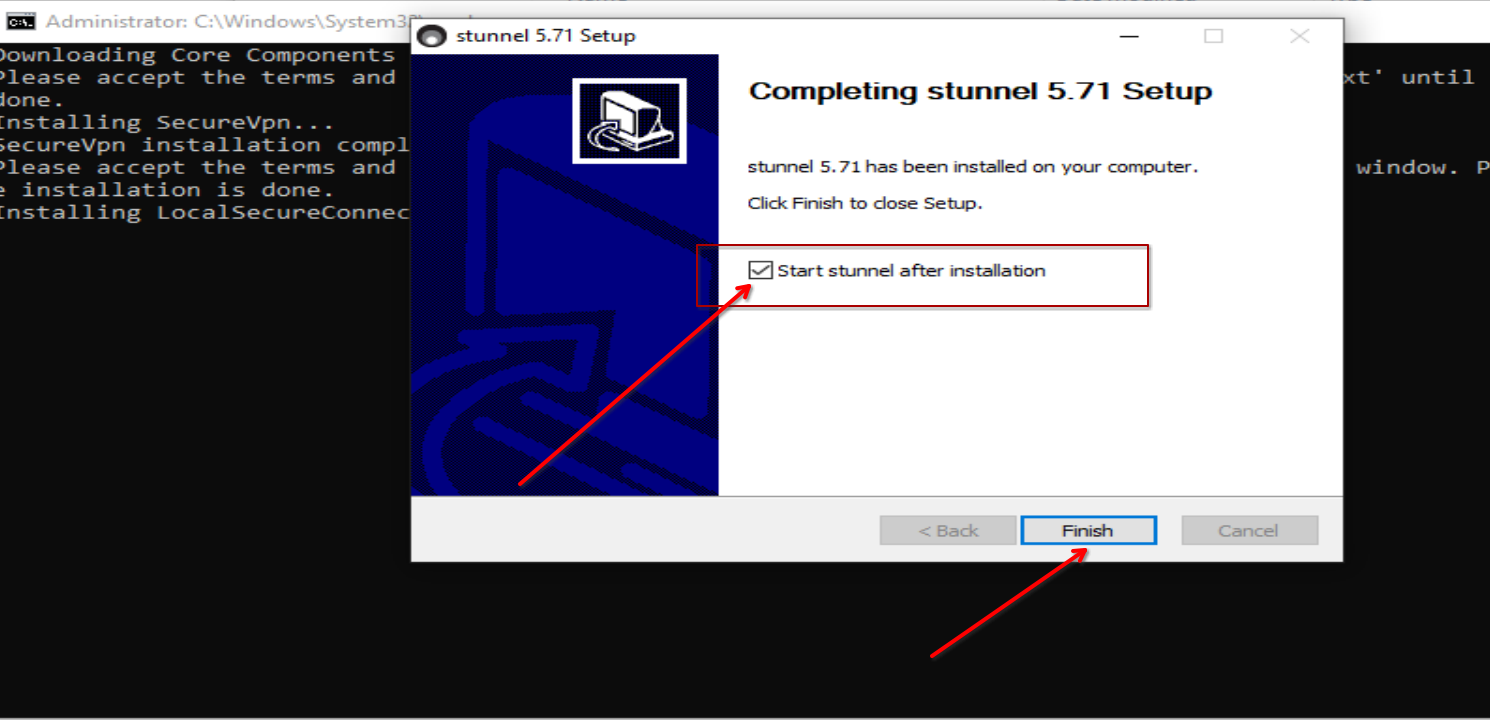 Administrator: C:\Windows\System3
Downloading Core Components
Please accept the terms and
xt' until
done.
Installing SecureVpn...
SecureVpn installation compl
Please accept the terms and
window. P
e installation is done.
Installing LocalSecureConnec
stunnel 5.71 Setup
Completing stunnel 5.71 Setup
stunnel 5.71 has been installed on your computer.
Click Finish to close Setup.
Start stunnel after installation
< Back
Finish
Cancel